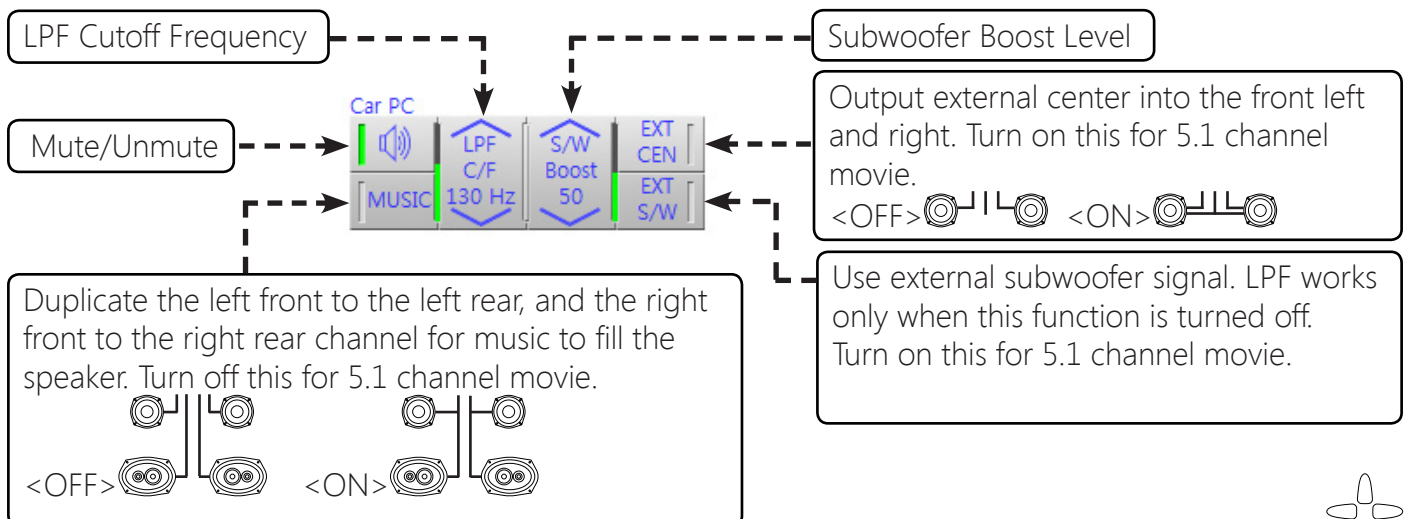 LPF Cutoff Frequency
Subwoofer Boost Level
Mute/Unmute
Car PC
LPF
C/F
130 Hz
S/W
Boost
50
EXT
CEN
MUSIC
EXT
S/W
Output external center into the front left
and right. Turn on this for 5.1 channel
movie.
<OFF> <ON>
Duplicate the left front to the left rear, and the right
front to the right rear channel for music to fill the
speaker. Turn off this for 5.1 channel movie.
<OFF> <ON>
Use external subwoofer signal. LPF works
only when this function is turned off.
Turn on this for 5.1 channel movie.